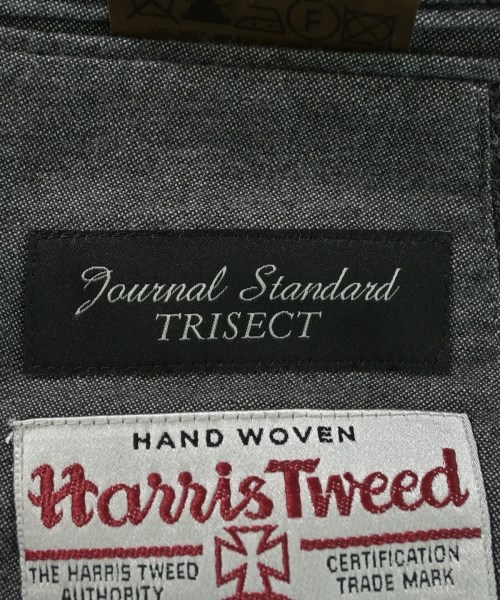 F
Journal Standard
TRISECT
HAND WOVEN
Harris Tweed
THE HARRIS TWEED
AUTHORITY
CERTIFICATION
TRADE MARK